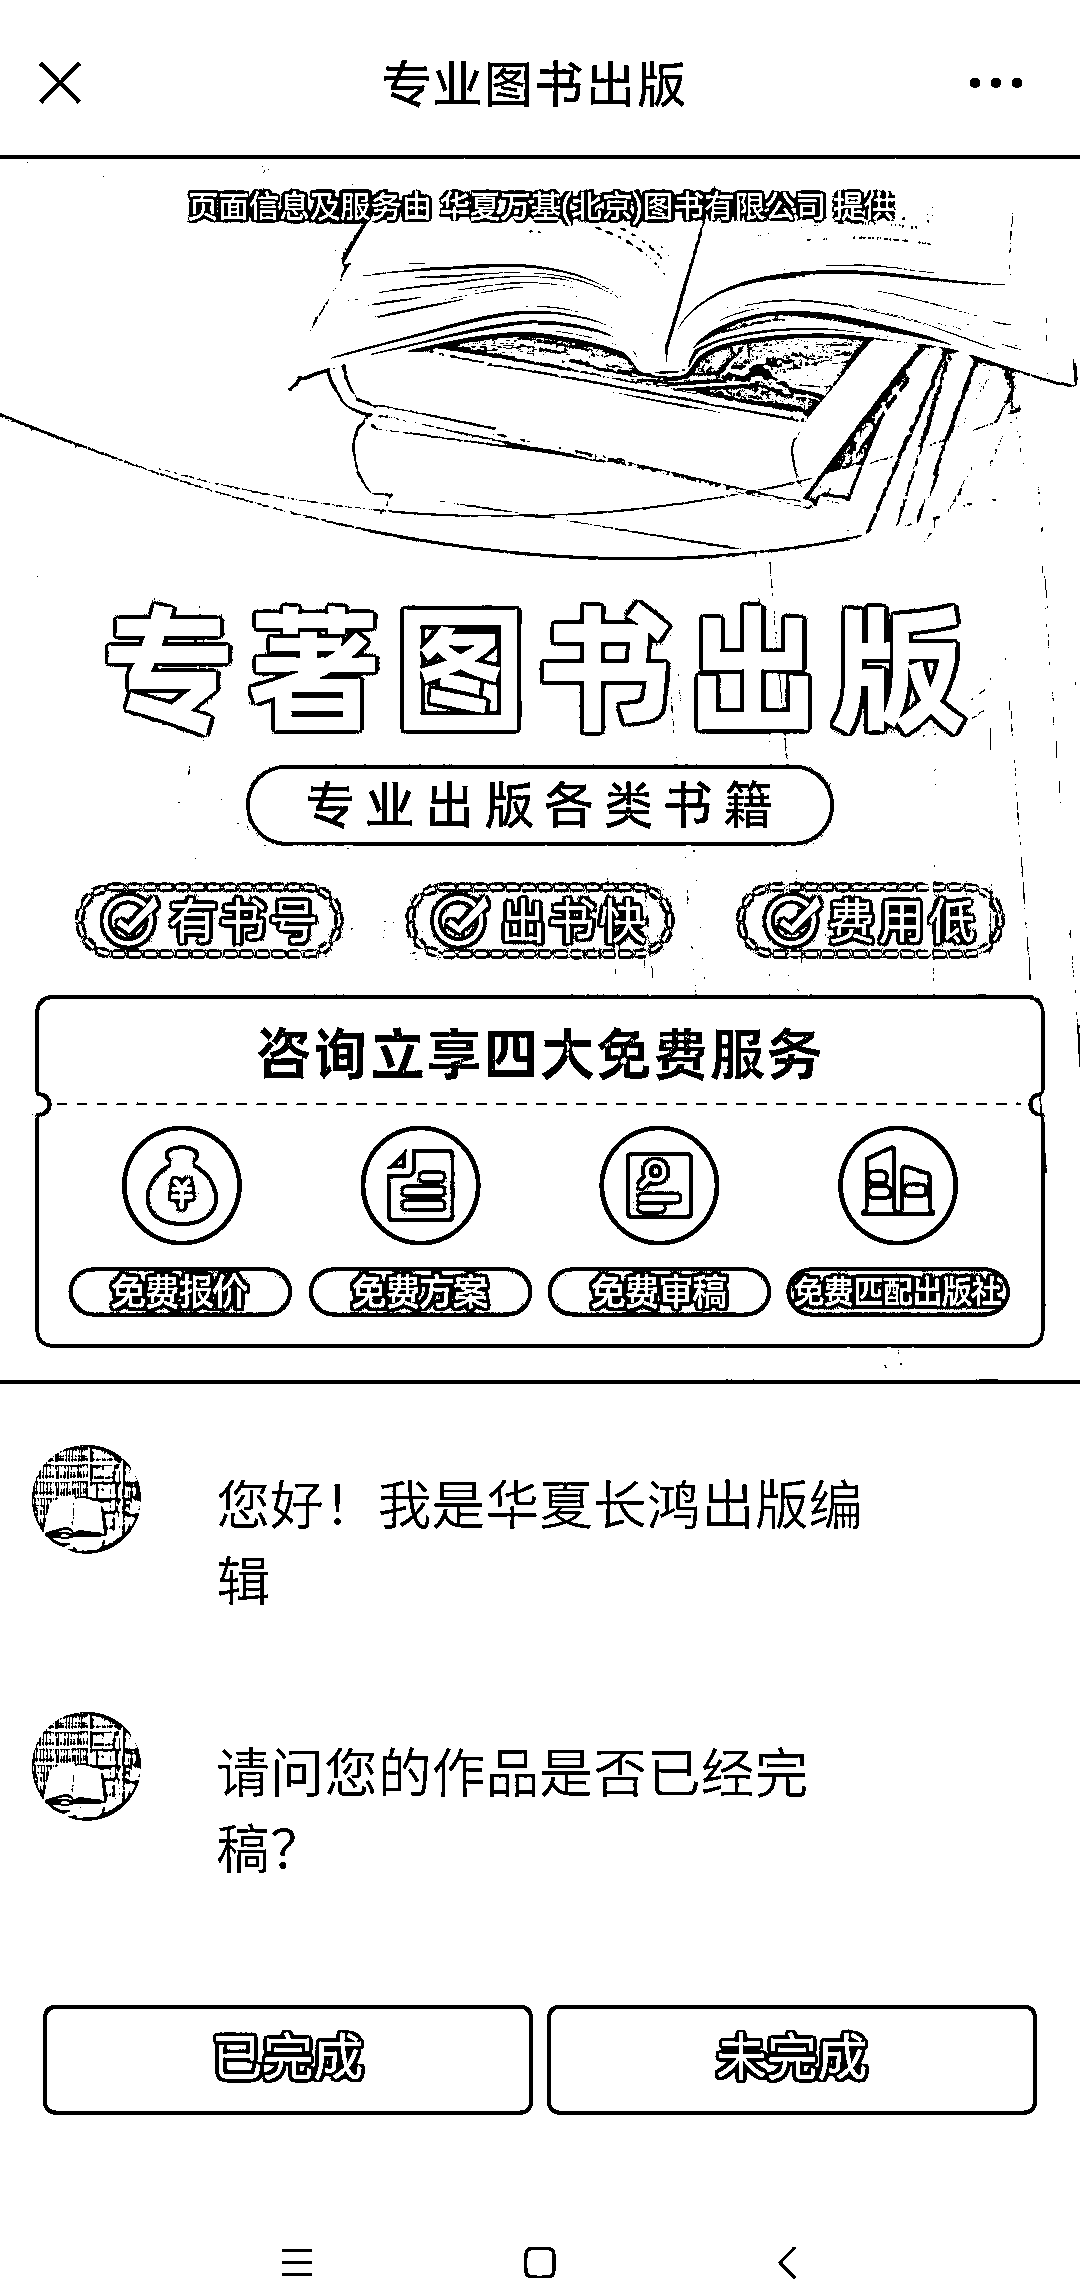 专业图书出版
页面信息及服务由 华夏万基(北京)图书有限公司 提供
专著图书出版
专业出版各类书籍
有书号 出书快 费用低
咨询立享四大免费服务
免费报价 免费方案 免费审稿 免费匹配出版社
您好！我是华夏长鸿出版编
辑
请问您的作品是否已经完
稿？
已完成 未完成